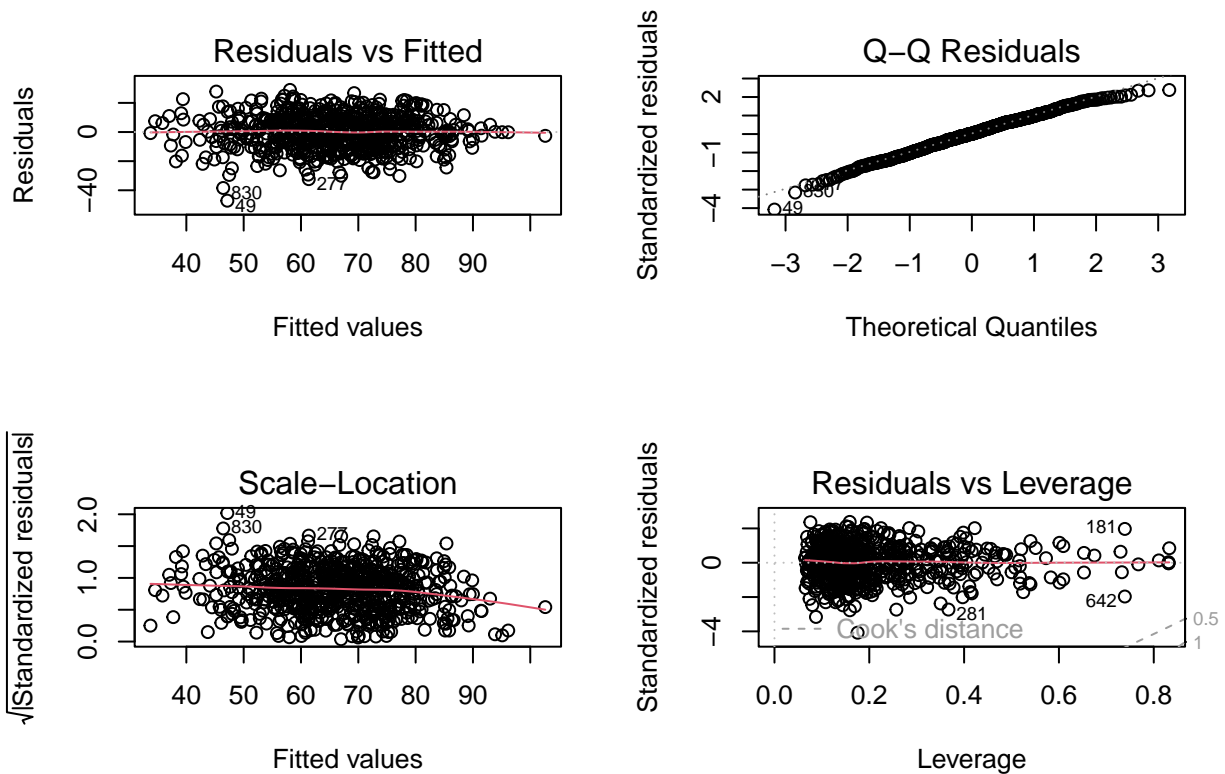 Residuals vs Fitted
Residuals
0
−40
277
830
49
40 50 60 70 80 90
Fitted values
Q−Q Residuals
Standardized residuals
2
−1
−4
830
49
−3 −2 −1 0 1 2 3
Theoretical Quantiles
Scale−Location
√|Standardized residuals|
2.0
1.0
0.0
49
830
277
40 50 60 70 80 90
Fitted values
Residuals vs Leverage
Standardized residuals
0
−4
181
642
281
Cook's distance
0.5
1
0.0 0.2 0.4 0.6 0.8
Leverage